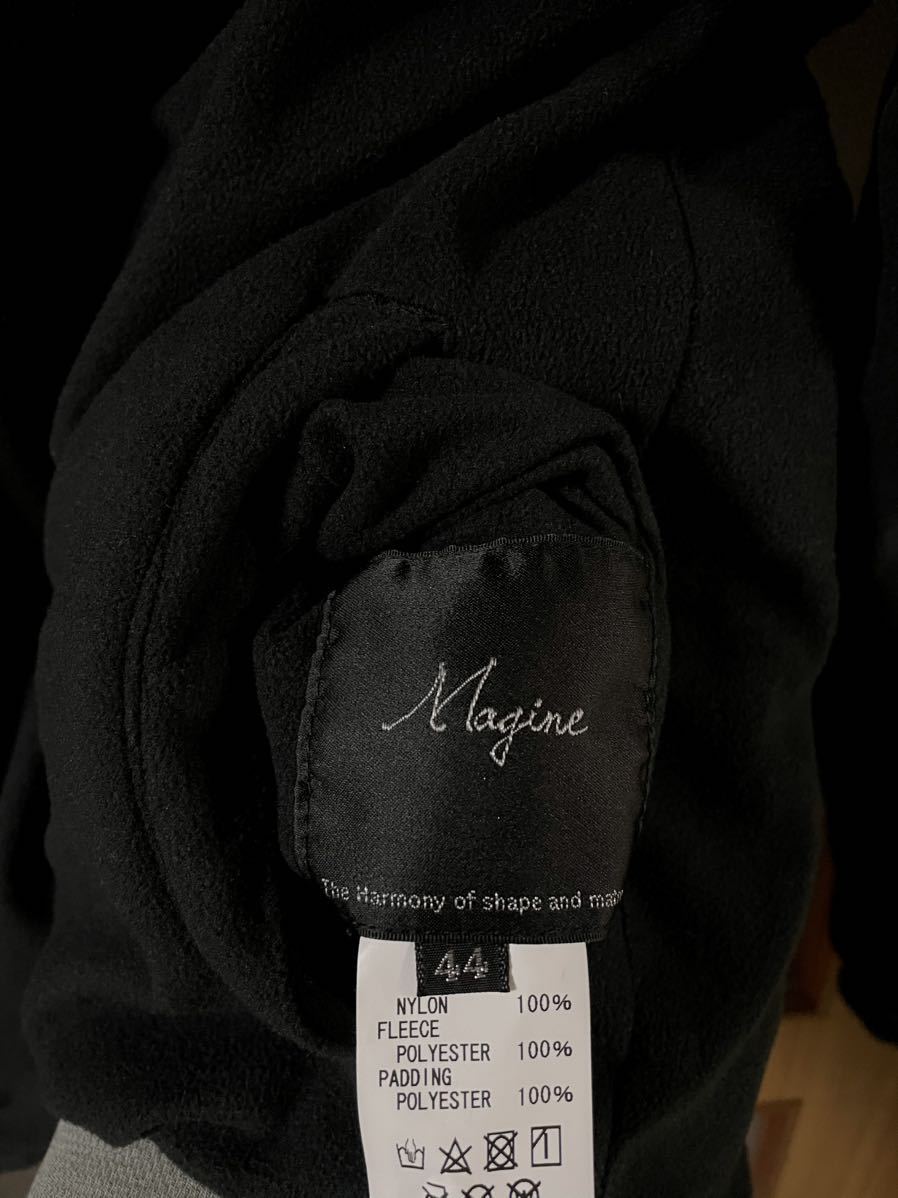 Magine
The Harmony of shape and mate
44
NYLON 100%
FLEECE
POLYESTER 100%
PADDING
POLYESTER 100%